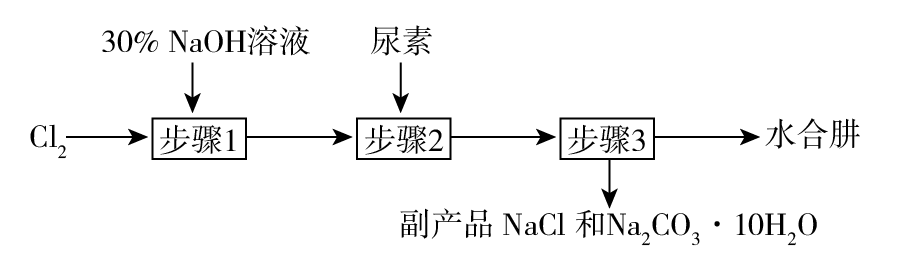 30% NaOH溶液
尿素
Cl₂
步骤1
步骤2
步骤3
水合肼
副产品 NaCl 和Na₂CO₃·10H₂O